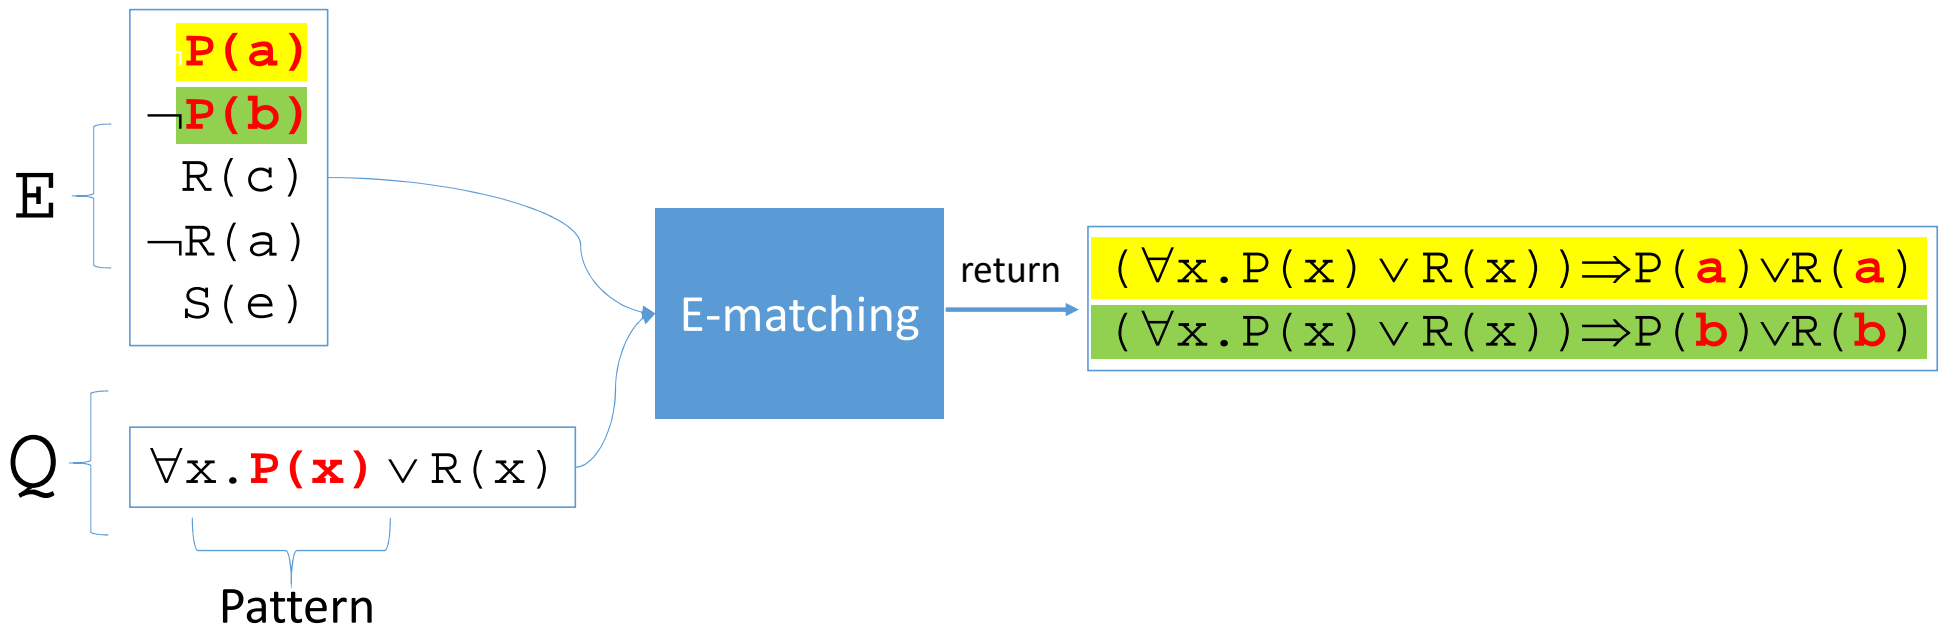 ¬P(a)
¬P(b)
R(c)
¬R(a)
S(e)
E
Q
∀x.P(x) ∨ R(x)
Pattern
E-matching
return
(∀x.P(x) ∨ R(x))⇒P(a)∨R(a)
(∀x.P(x) ∨ R(x))⇒P(b)∨R(b)